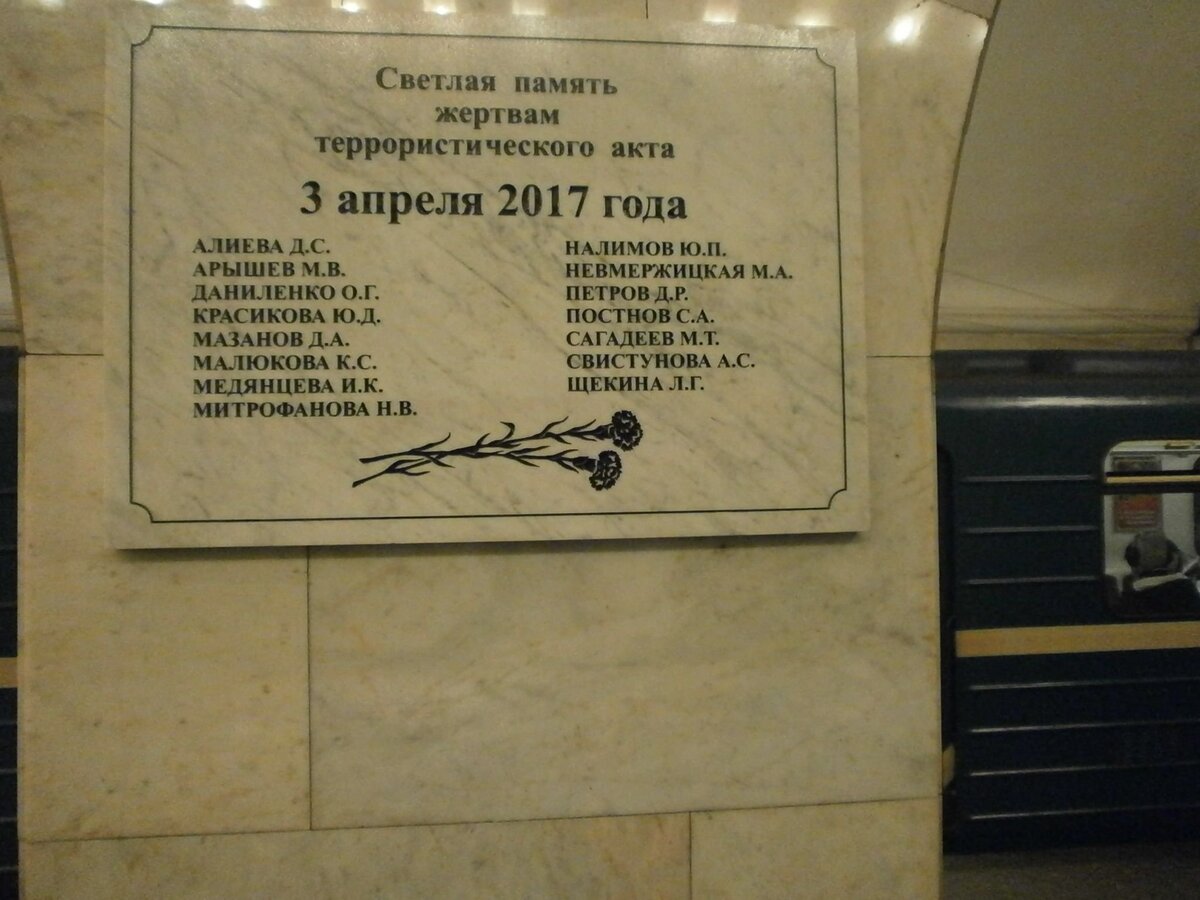 Светлая память
жертвам
террористического акта
3 апреля 2017 года
АЛИЕВА Д.С.
АРЫШЕВ М.В.
ДАНИЛЕНКО О.Г.
КРАСИКОВА Ю.Д.
МАЗАНОВ Д.А.
МАЛЮКОВА К.С.
МЕДЯНЦЕВА И.К.
МИТРОФАНОВА Н.В.
НАЛИМОВ Ю.П.
НЕВМЕРЖИЦКАЯ М.А.
ПЕТРОВ Д.Р.
ПОСТНОВ С.А.
САГАДЕЕВ М.Т.
СВИСТУНОВА А.С.
ЩЕКИНА Л.Г.